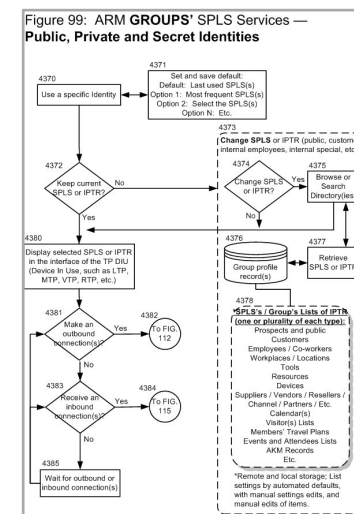 Figure 99: ARM GROUPS' SPLS Services —
Public, Private and Secret Identities
4370
Use a specific Identity
4371
Set and save default:
Default: Last used SPLS(s)
Option 1: Most frequent SPLS(s)
Option 2: Select the SPLS(s)
Option N: Etc.
4372
Keep current
SPLS or IPTR?
No
Yes
4373
Change SPLS or IPTR (public, custome
internal employees, internal special, etc
4374
Change SPLS
or IPTR?
Yes
No
4375
Browse or
Search
Directory(ies
4376
Group profile
record(s)
4377
Retrieve
SPLS or IPTR
4378
*SPLS's / Group's Lists of IPTR
(one or plurality of each type):
Prospects and public
Customers
Employees / Co-workers
Workplaces / Locations
Tools
Resources
Devices
Suppliers / Vendors / Resellers /
Channel / Partners / Etc.
Calendar(s)
Visitor(s) Lists
Members' Travel Plans
Events and Attendees Lists
AKM Records
Etc.
*Remote and local storage; List
settings by automated defaults,
with manual settings edits, and
manual edits of items.
4380
Display selected SPLS or IPTR
in the interface of the TP DIU
(Device In Use, such as LTP,
MTP, VTP, RTP, etc.)
4381
Make an
outbound
connection(s)?
Yes
No
4382
To FIG.
112
4383
Receive an
inbound
connection(s)?
Yes
No
4384
To FIG.
115
4385
Wait for outbound or
inbound connection(s)